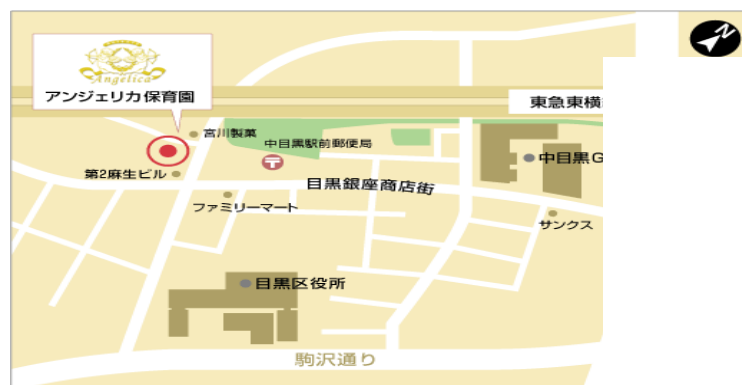 N
Angelica
アンジェリカ保育園
東急東横
宮川製菓
中目黒駅前郵便局
中目黒G
第2麻生ビル
目黒銀座商店街
ファミリーマート
サンクス
目黒区役所
駒沢通り